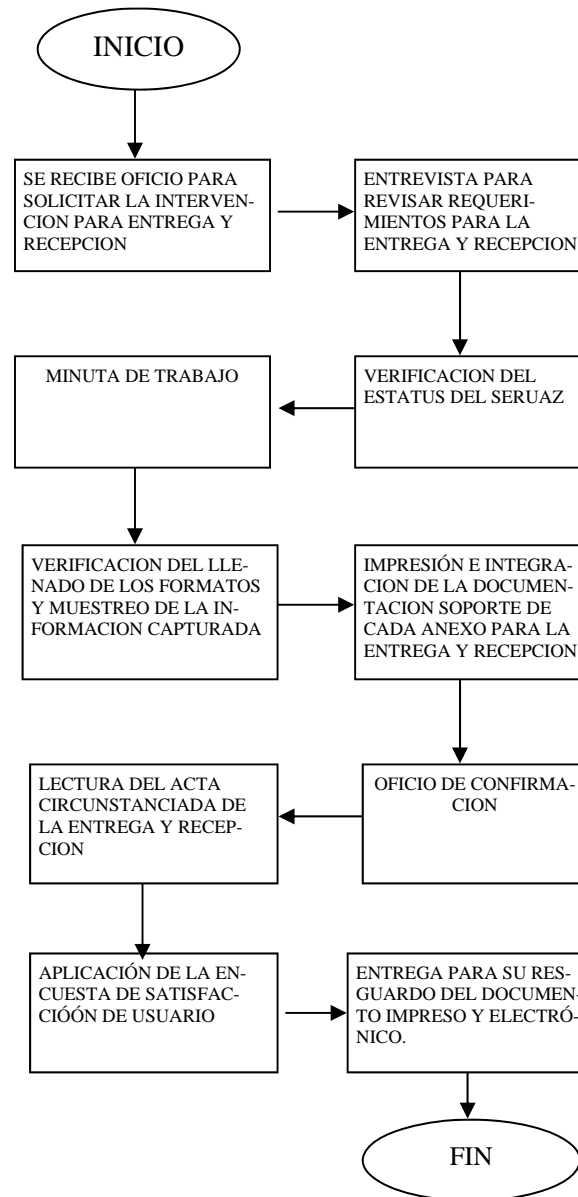 INICIO
SE RECIBE OFICIO PARA
SOLICITAR LA INTERVEN-
CION PARA ENTREGA Y
RECEPCION
ENTREVISTA PARA
REVISAR REQUERI-
MIENTOS PARA LA
ENTREGA Y RECEPCION
VERIFICACION DEL
ESTATUS DEL SERUAZ
MINUTA DE TRABAJO
VERIFICACION DEL LLE-
NADO DE LOS FORMATOS
Y MUESTREO DE LA IN-
FORMACION CAPTURADA
IMPRESIÓN E INTEGRA-
CION DE LA DOCUMEN-
TACION SOPORTE DE
CADA ANEXO PARA LA
ENTREGA Y RECEPCION
OFICIO DE CONFIRMA-
CION
LECTURA DEL ACTA
CIRCUNSTANCIADA DE
LA ENTREGA Y RECEP-
CION
APLICACIÓN DE LA EN-
CUESTA DE SATISFAC-
CIÓÓN DE USUARIO
ENTREGA PARA SU RES-
GUARDO DEL DOCUMEN-
TO IMPRESO Y ELECTRÓ-
NICO.
FIN